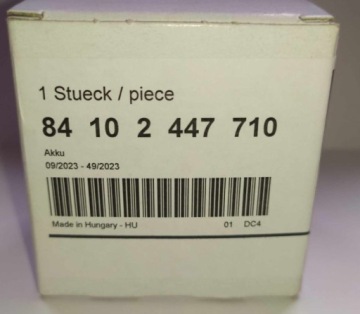 1 Stueck / piece
84 10 2 447 710
Akku
09/2023 - 49/2023
Made in Hungary - HU 01 DC4